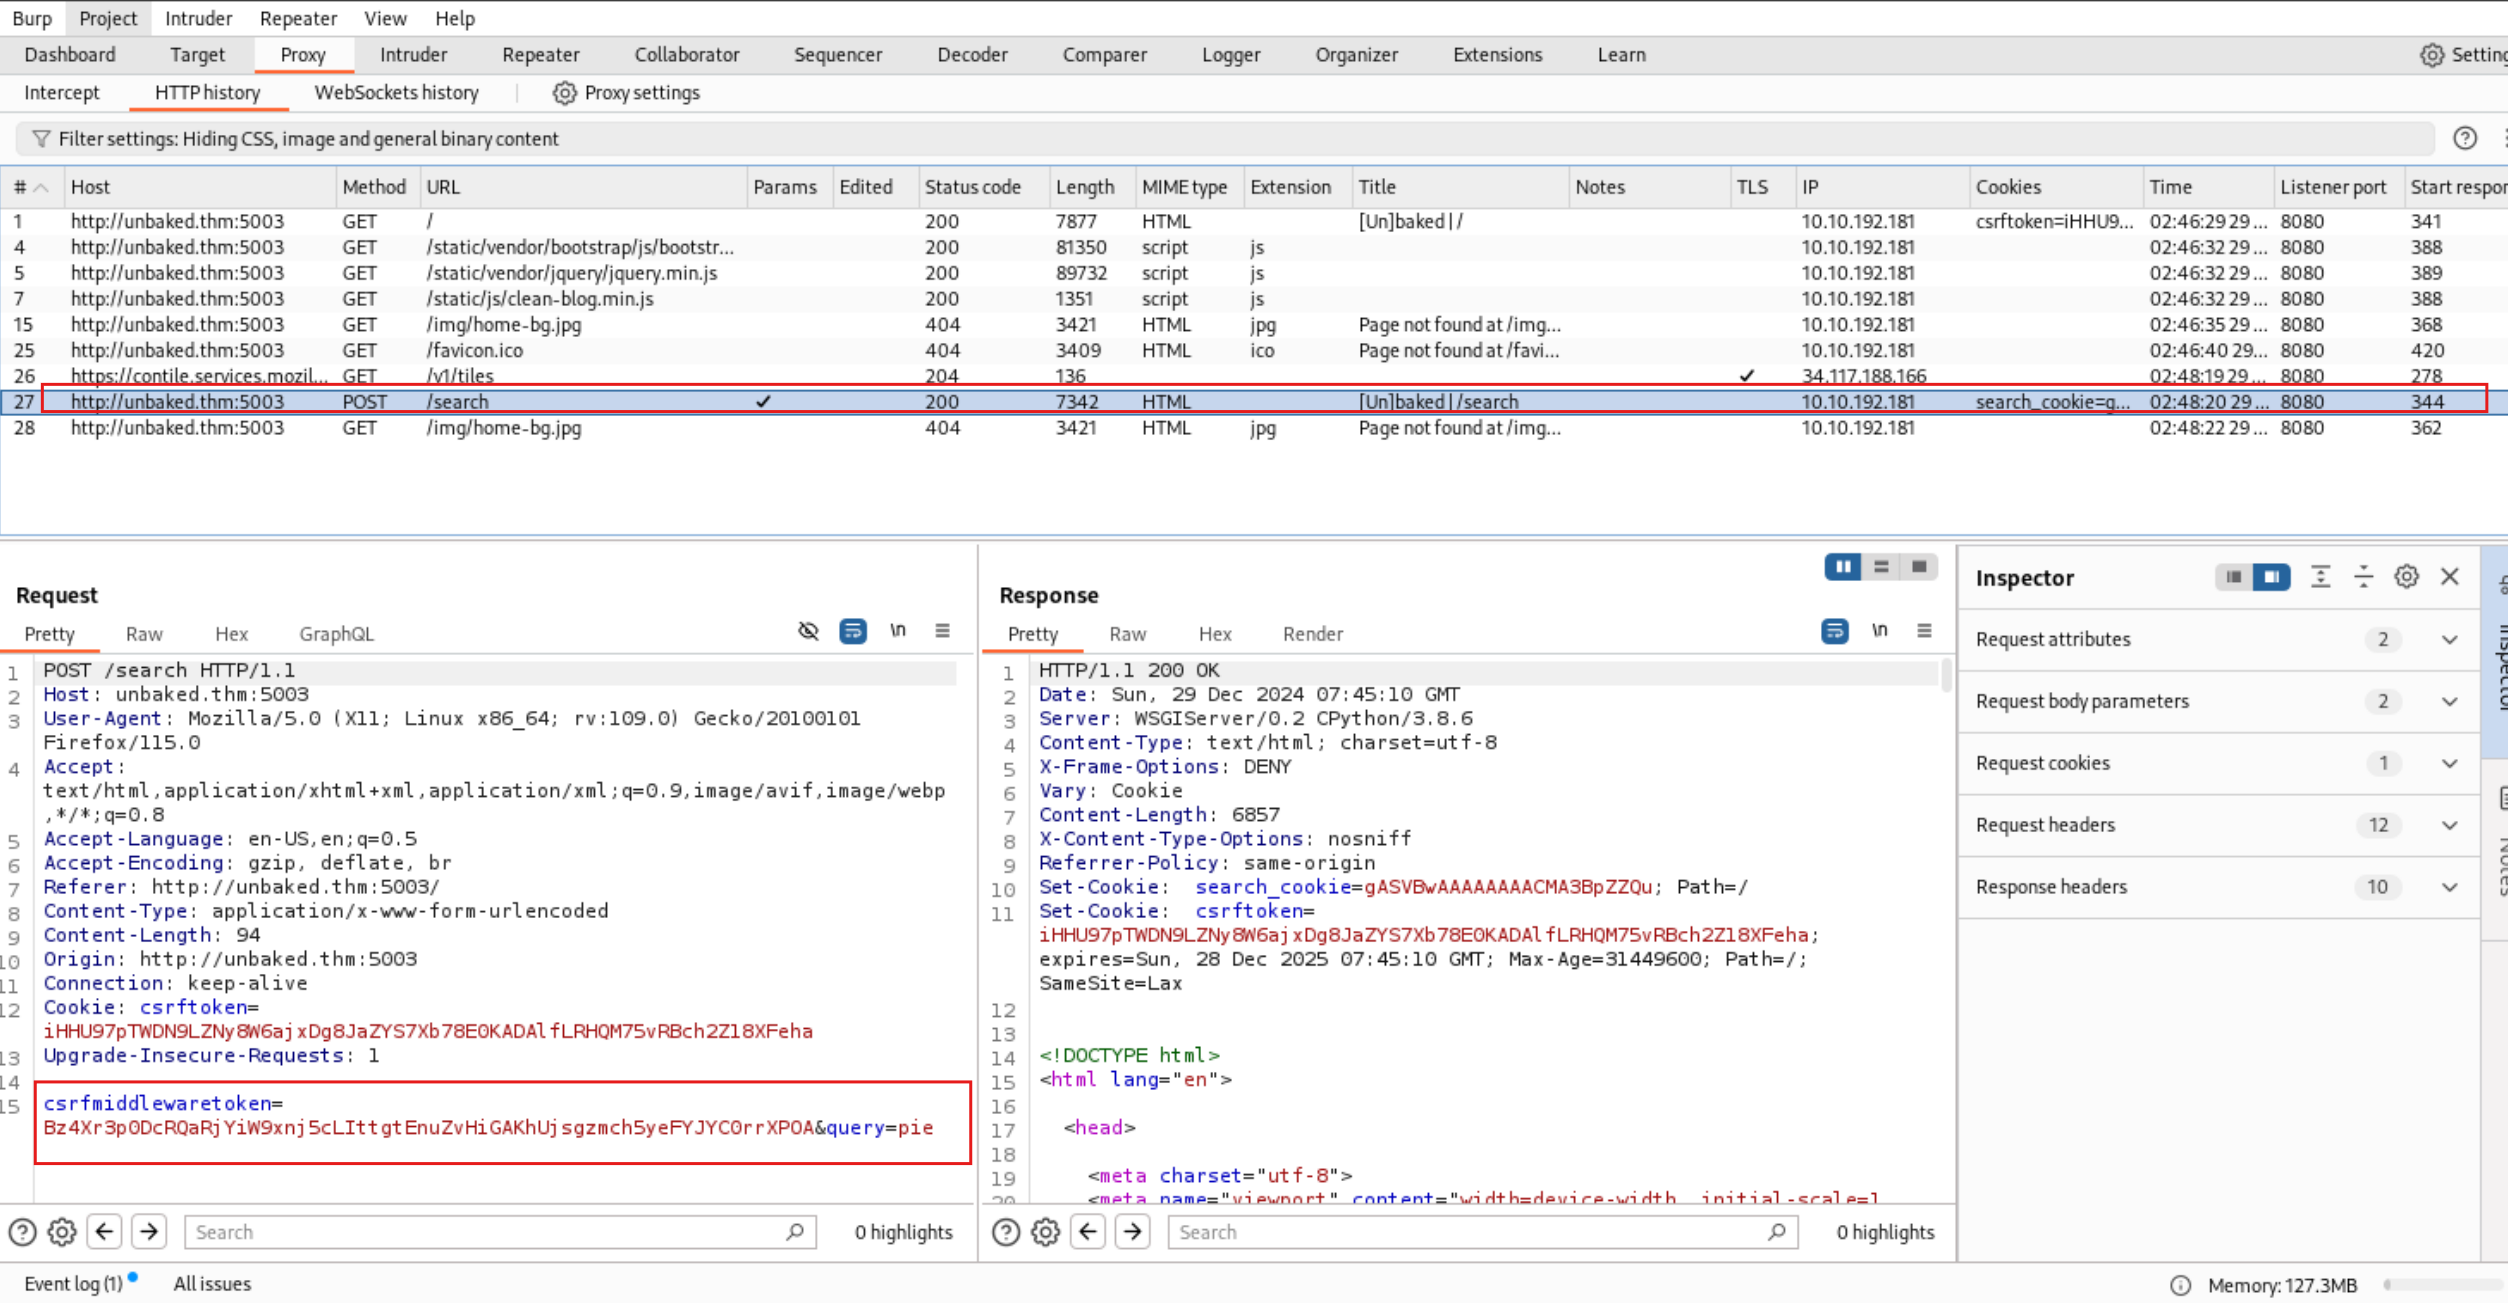 Burp Project Intruder Repeater View Help
Dashboard Target Proxy Intruder Repeater Collaborator Sequencer Decoder Comparer Logger Organizer Extensions Learn Setting
Intercept HTTP history WebSockets history Proxy settings
Filter settings: Hiding CSS, image and general binary content
# Host Method URL Params Edited Status code Length MIME type Extension Title Notes TLS IP Cookies Time Listener port Start respor
1 http://unbaked.thm:5003 GET / 200 7877 HTML [Un]baked | / 10.10.192.181 csrftoken=iHHU9... 02:46:29 29 ... 8080 341
4 http://unbaked.thm:5003 GET /static/vendor/bootstrap/js/bootstr... 200 81350 script js 10.10.192.181 02:46:32 29 ... 8080 388
5 http://unbaked.thm:5003 GET /static/vendor/jquery/jquery.min.js 200 89732 script js 10.10.192.181 02:46:32 29 ... 8080 389
7 http://unbaked.thm:5003 GET /static/js/clean-blog.min.js 200 1351 script js 10.10.192.181 02:46:32 29 ... 8080 388
15 http://unbaked.thm:5003 GET /img/home-bg.jpg 404 3421 HTML jpg Page not found at /img... 10.10.192.181 02:46:35 29 ... 8080 368
25 http://unbaked.thm:5003 GET /favicon.ico 404 3409 HTML ico Page not found at /favi... 10.10.192.181 02:46:40 29... 8080 420
26 https://contile.services.mozil... GET /v1/tiles 204 136 ✓ 34.117.188.166 02:48:19 29 ... 8080 278
27 http://unbaked.thm:5003 POST /search ✓ 200 7342 HTML [Un]baked | /search 10.10.192.181 search_cookie=g... 02:48:20 29 ... 8080 344
28 http://unbaked.thm:5003 GET /img/home-bg.jpg 404 3421 HTML jpg Page not found at /img... 10.10.192.181 02:48:22 29 ... 8080 362
Request
Pretty Raw Hex GraphQL \n
1 POST /search HTTP/1.1
2 Host: unbaked.thm:5003
3 User-Agent: Mozilla/5.0 (X11; Linux x86_64; rv:109.0) Gecko/20100101
Firefox/115.0
4 Accept:
text/html,application/xhtml+xml,application/xml;q=0.9,image/avif,image/webp
,*/*;q=0.8
5 Accept-Language: en-US,en;q=0.5
6 Accept-Encoding: gzip, deflate, br
7 Referer: http://unbaked.thm:5003/
8 Content-Type: application/x-www-form-urlencoded
9 Content-Length: 94
10 Origin: http://unbaked.thm:5003
11 Connection: keep-alive
12 Cookie: csrftoken=
iHHU97pTWDN9LZNy8W6ajxDg8JaZYS7Xb78E0KADAlfLRHQM75vRBch2Zl8XFeha
13 Upgrade-Insecure-Requests: 1
14
15 csrfmiddlewaretoken=
Bz4Xr3p0DcRQaRjYiW9xnj5cLIttgtEnuZvHiGAKhUjsgzmch5yeFYJYC0rrXPOA&query=pie
Search 0 highlights
Response
Pretty Raw Hex Render \n
1 HTTP/1.1 200 OK
2 Date: Sun, 29 Dec 2024 07:45:10 GMT
3 Server: WSGIServer/0.2 CPython/3.8.6
4 Content-Type: text/html; charset=utf-8
5 X-Frame-Options: DENY
6 Vary: Cookie
7 Content-Length: 6857
8 X-Content-Type-Options: nosniff
9 Referrer-Policy: same-origin
10 Set-Cookie: search_cookie=gASVBwAAAAAAAACMA3BpZZQu; Path=/
11 Set-Cookie: csrftoken=
iHHU97pTWDN9LZNy8W6ajxDg8JaZYS7Xb78E0KADAlfLRHQM75vRBch2Zl8XFeha;
expires=Sun, 28 Dec 2025 07:45:10 GMT; Max-Age=31449600; Path=/;
SameSite=Lax
12
13
14 <!DOCTYPE html>
15 <html lang="en">
16
17 <head>
18
19 <meta charset="utf-8">
20 <meta name="viewport" content="width=device-width, initial-scale=1
Search 0 highlights
Inspector
Request attributes 2
Request body parameters 2
Request cookies 1
Request headers 12
Response headers 10
Inspector
Notes
Event log (1) All issues Memory: 127.3MB